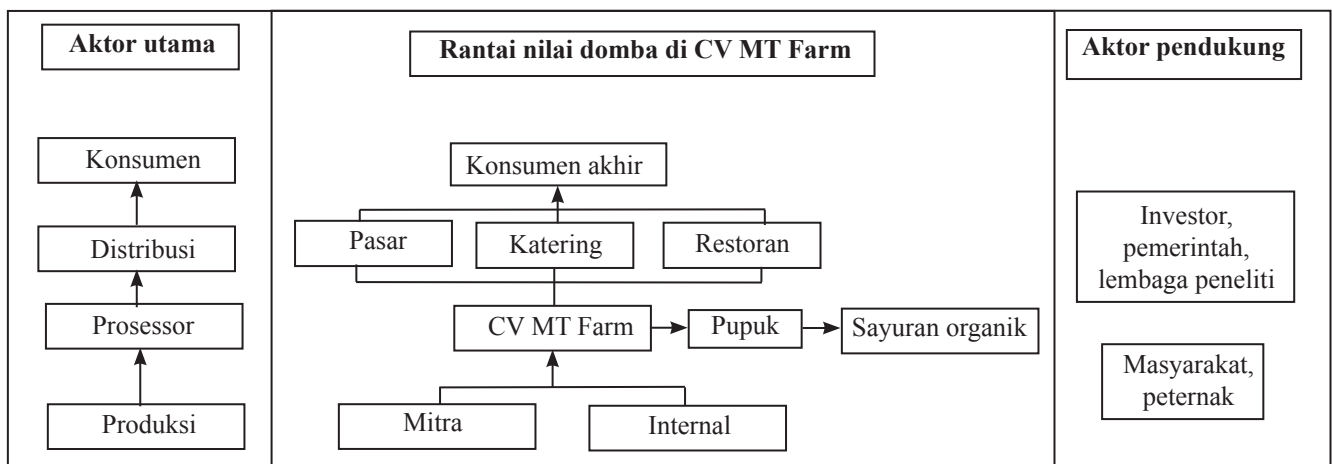 Aktor utama
Konsumen
Distribusi
Prosessor
Produksi
Rantai nilai domba di CV MT Farm
Konsumen akhir
Pasar
Katering
Restoran
CV MT Farm
Pupuk
Sayuran organik
Mitra
Internal
Aktor pendukung
Investor,
pemerintah,
lembaga peneliti
Masyarakat,
peternak